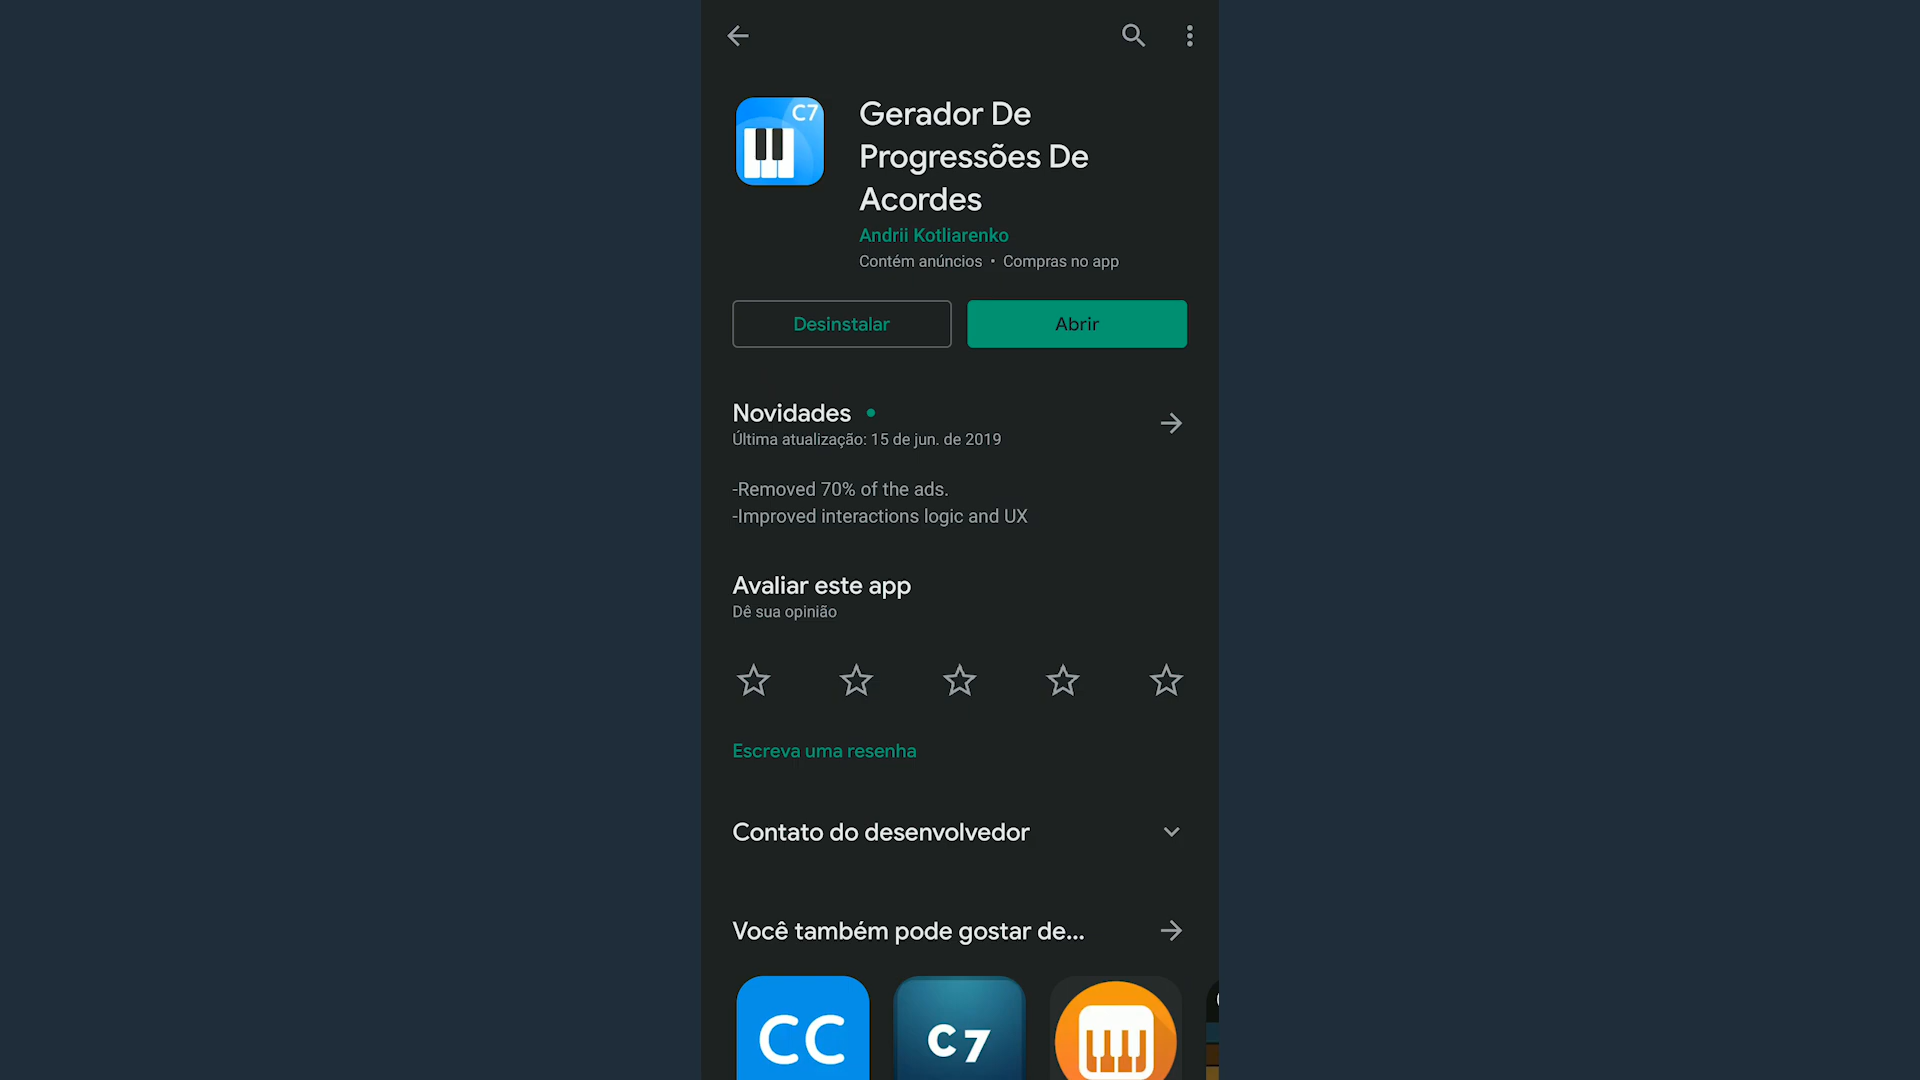 C7
Gerador De
Progressões De
Acordes
Andrii Kotliarenko
Contém anúncios • Compras no app
Desinstalar
Abrir
Novidades •
Última atualização: 15 de jun. de 2019
-Removed 70% of the ads.
-Improved interactions logic and UX
Avaliar este app
Dê sua opinião
Escreva uma resenha
Contato do desenvolvedor
Você também pode gostar de...
CC
C7